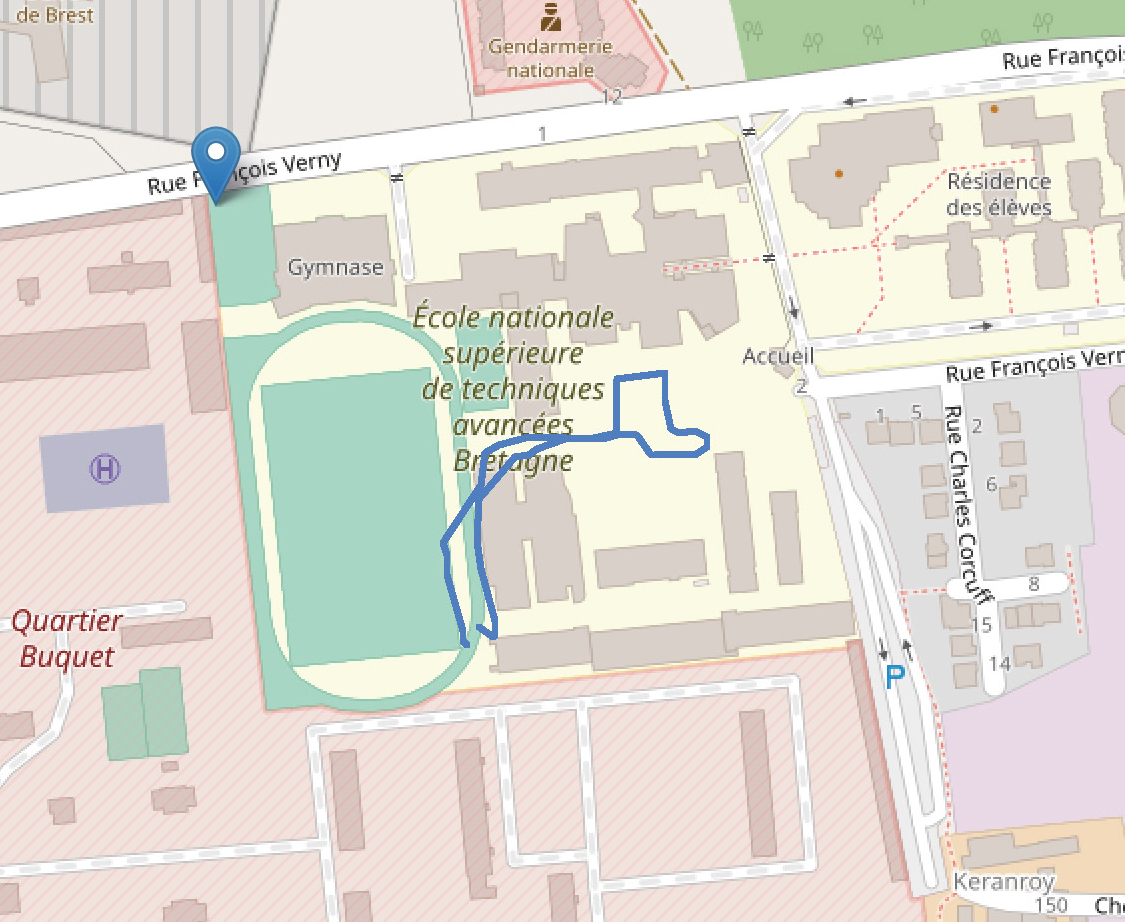 de Brest
Gendarmerie
nationale
12
Rue François
1
Rue François Verny
Résidence
des élèves
Gymnase
École nationale
supérieure
de techniques
avancées
Bretagne
Accueil
2
Rue François Vern
1
5
2
Rue Charles Corcuff
6
H
8
15
14
Quartier
Buquet
P
Keranroy
150
Che